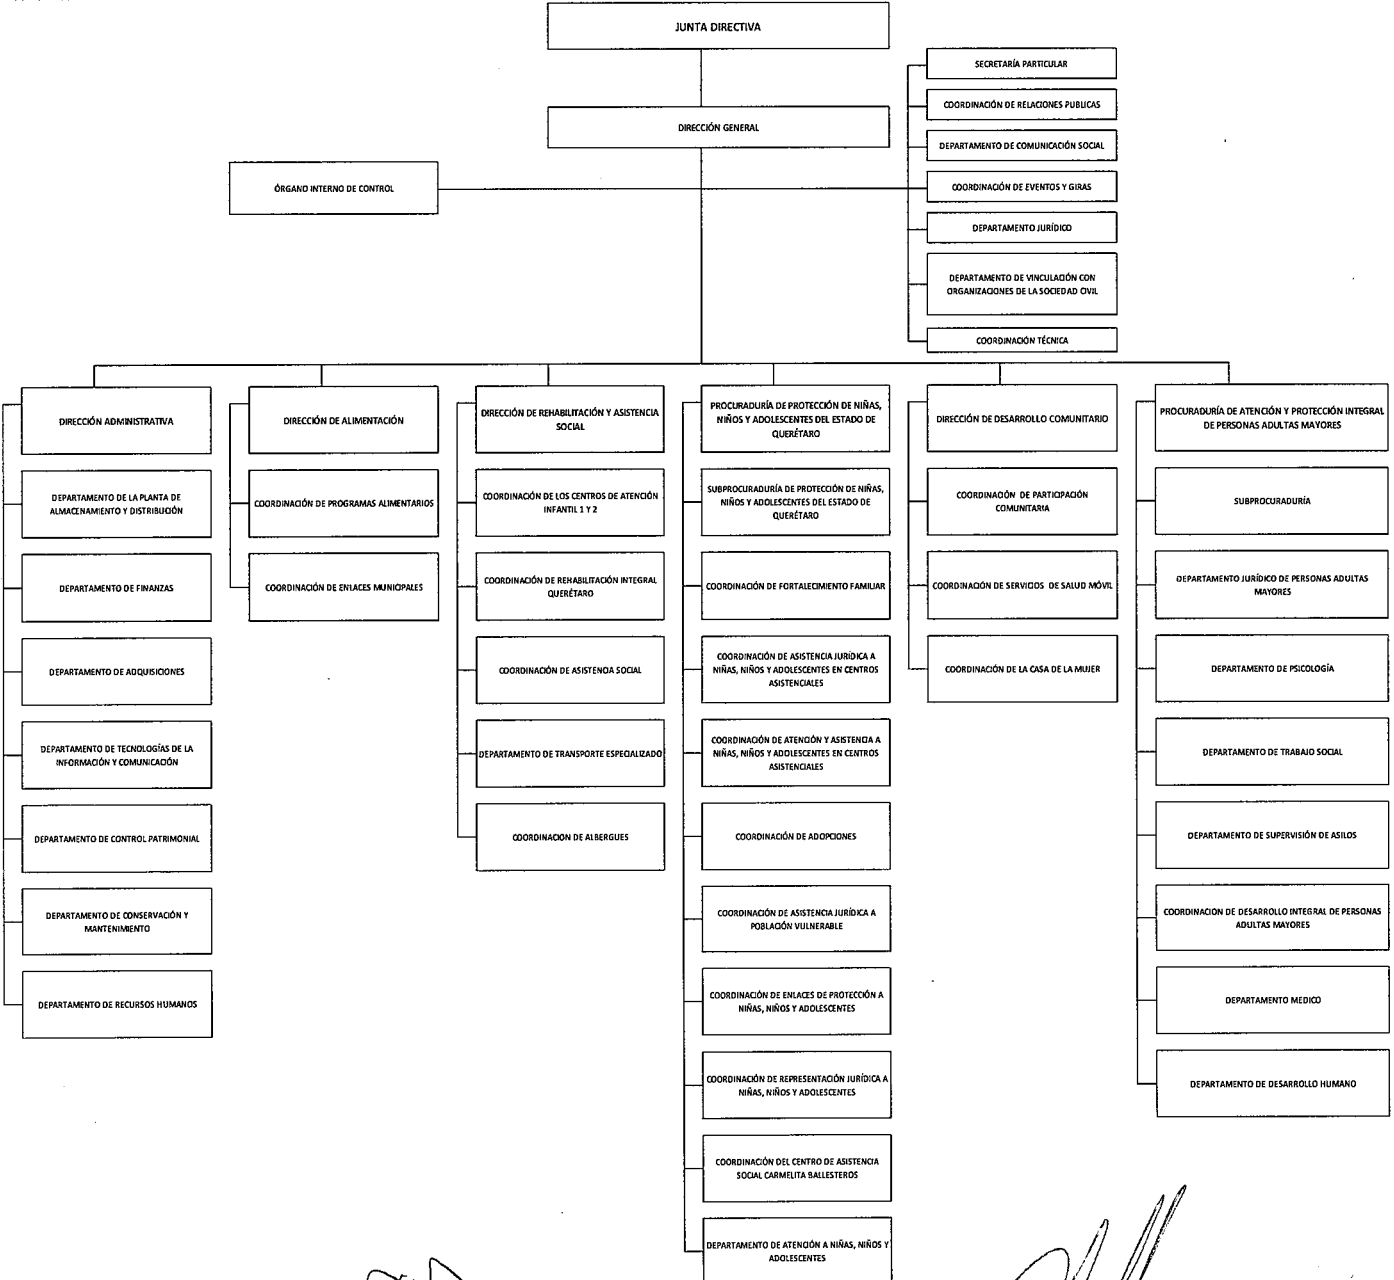 JUNTA DIRECTIVA
DIRECCIÓN GENERAL
ÓRGANO INTERNO DE CONTROL
SECRETARÍA PARTICULAR
COORDINACIÓN DE RELACIONES PUBLICAS
DEPARTAMENTO DE COMUNICACIÓN SOCIAL
COORDINACIÓN DE EVENTOS Y GIRAS
DEPARTAMENTO JURÍDICO
DEPARTAMENTO DE VINCULACIÓN CON
ORGANIZACIONES DE LA SOCIEDAD CIVIL
COORDINACIÓN TÉCNICA
DIRECCIÓN ADMINISTRATIVA
DEPARTAMENTO DE LA PLANTA DE
ALMACENAMIENTO Y DISTRIBUCIÓN
DEPARTAMENTO DE FINANZAS
DEPARTAMENTO DE ADQUISICIONES
DEPARTAMENTO DE TECNOLOGÍAS DE LA
INFORMACIÓN Y COMUNICACIÓN
DEPARTAMENTO DE CONTROL PATRIMONIAL
DEPARTAMENTO DE CONSERVACIÓN Y
MANTENIMIENTO
DEPARTAMENTO DE RECURSOS HUMANOS
DIRECCIÓN DE ALIMENTACIÓN
COORDINACIÓN DE PROGRAMAS ALIMENTARIOS
COORDINACIÓN DE ENLACES MUNICIPALES
DIRECCIÓN DE REHABILITACIÓN Y ASISTENCIA
SOCIAL
COORDINACIÓN DE LOS CENTROS DE ATENCIÓN
INFANTIL 1 Y 2
COORDINACIÓN DE REHABILITACIÓN INTEGRAL
QUERÉTARO
COORDINACIÓN DE ASISTENCIA SOCIAL
DEPARTAMENTO DE TRANSPORTE ESPECIALIZADO
COORDINACION DE ALBERGUES
PROCURADURÍA DE PROTECCIÓN DE NIÑAS,
NIÑOS Y ADOLESCENTES DEL ESTADO DE
QUERÉTARO
SUBPROCURADURÍA DE PROTECCIÓN DE NIÑAS,
NIÑOS Y ADOLESCENTES DEL ESTADO DE
QUERÉTARO
COORDINACIÓN DE FORTALECIMIENTO FAMILIAR
COORDINACIÓN DE ASISTENCIA JURÍDICA A
NIÑAS, NIÑOS Y ADOLESCENTES EN CENTROS
ASISTENCIALES
COORDINACIÓN DE ATENCIÓN Y ASISTENCIA A
NIÑAS, NIÑOS Y ADOLESCENTES EN CENTROS
ASISTENCIALES
COORDINACIÓN DE ADOPCIONES
COORDINACIÓN DE ASISTENCIA JURÍDICA A
POBLACIÓN VULNERABLE
COORDINACIÓN DE ENLACES DE PROTECCIÓN A
NIÑAS, NIÑOS Y ADOLESCENTES
COORDINACIÓN DE REPRESENTACIÓN JURÍDICA A
NIÑAS, NIÑOS Y ADOLESCENTES
COORDINACIÓN DEL CENTRO DE ASISTENCIA
SOCIAL CARMELITA BALLESTEROS
DEPARTAMENTO DE ATENCIÓN A NIÑAS, NIÑOS Y
ADOLESCENTES
DIRECCIÓN DE DESARROLLO COMUNITARIO
COORDINACIÓN DE PARTICIPACIÓN
COMUNITARIA
COORDINACIÓN DE SERVICIOS DE SALUD MÓVIL
COORDINACIÓN DE LA CASA DE LA MUJER
PROCURADURÍA DE ATENCIÓN Y PROTECCIÓN INTEGRAL
DE PERSONAS ADULTAS MAYORES
SUBPROCURADURÍA
DEPARTAMENTO JURÍDICO DE PERSONAS ADULTAS
MAYORES
DEPARTAMENTO DE PSICOLOGÍA
DEPARTAMENTO DE TRABAJO SOCIAL
DEPARTAMENTO DE SUPERVISIÓN DE ASILOS
COORDINACION DE DESARROLLO INTEGRAL DE PERSONAS
ADULTAS MAYORES
DEPARTAMENTO MEDICO
DEPARTAMENTO DE DESARROLLO HUMANO